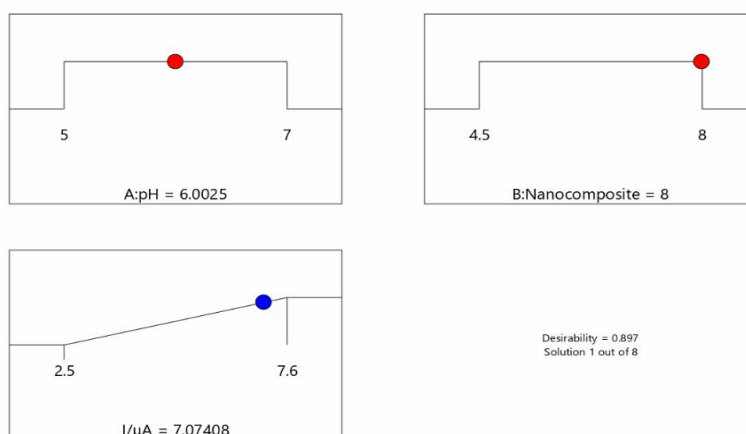 5 7
A:pH = 6.0025
4.5 8
B:Nanocomposite = 8
2.5 7.6
I/µA = 7.07408
Desirability = 0.897
Solution 1 out of 8